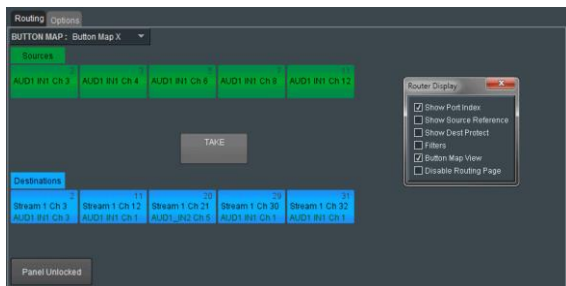 Routing Options
BUTTON MAP : Button Map X
Sources
AUD1 IN1 Ch 3 AUD1 IN1 Ch 4 AUD1 IN1 Ch 6 AUD1 IN1 Ch 8 AUD1 IN1 Ch 12
Router Display
Show Port Index
Show Source Reference
Show Dest Protect
Filters
Button Map View
Disable Routing Page
TAKE
Destinations
2 11 20 29 31
Stream 1 Ch 3 Stream 1 Ch 12 Stream 1 Ch 21 Stream 1 Ch 30 Stream 1 Ch 32
AUD1 IN1 Ch 3 AUD1 IN1 Ch 1 AUD1_IN2 Ch 5 AUD1 IN1 Ch 1 AUD1 IN1 Ch 1
Panel Unlocked